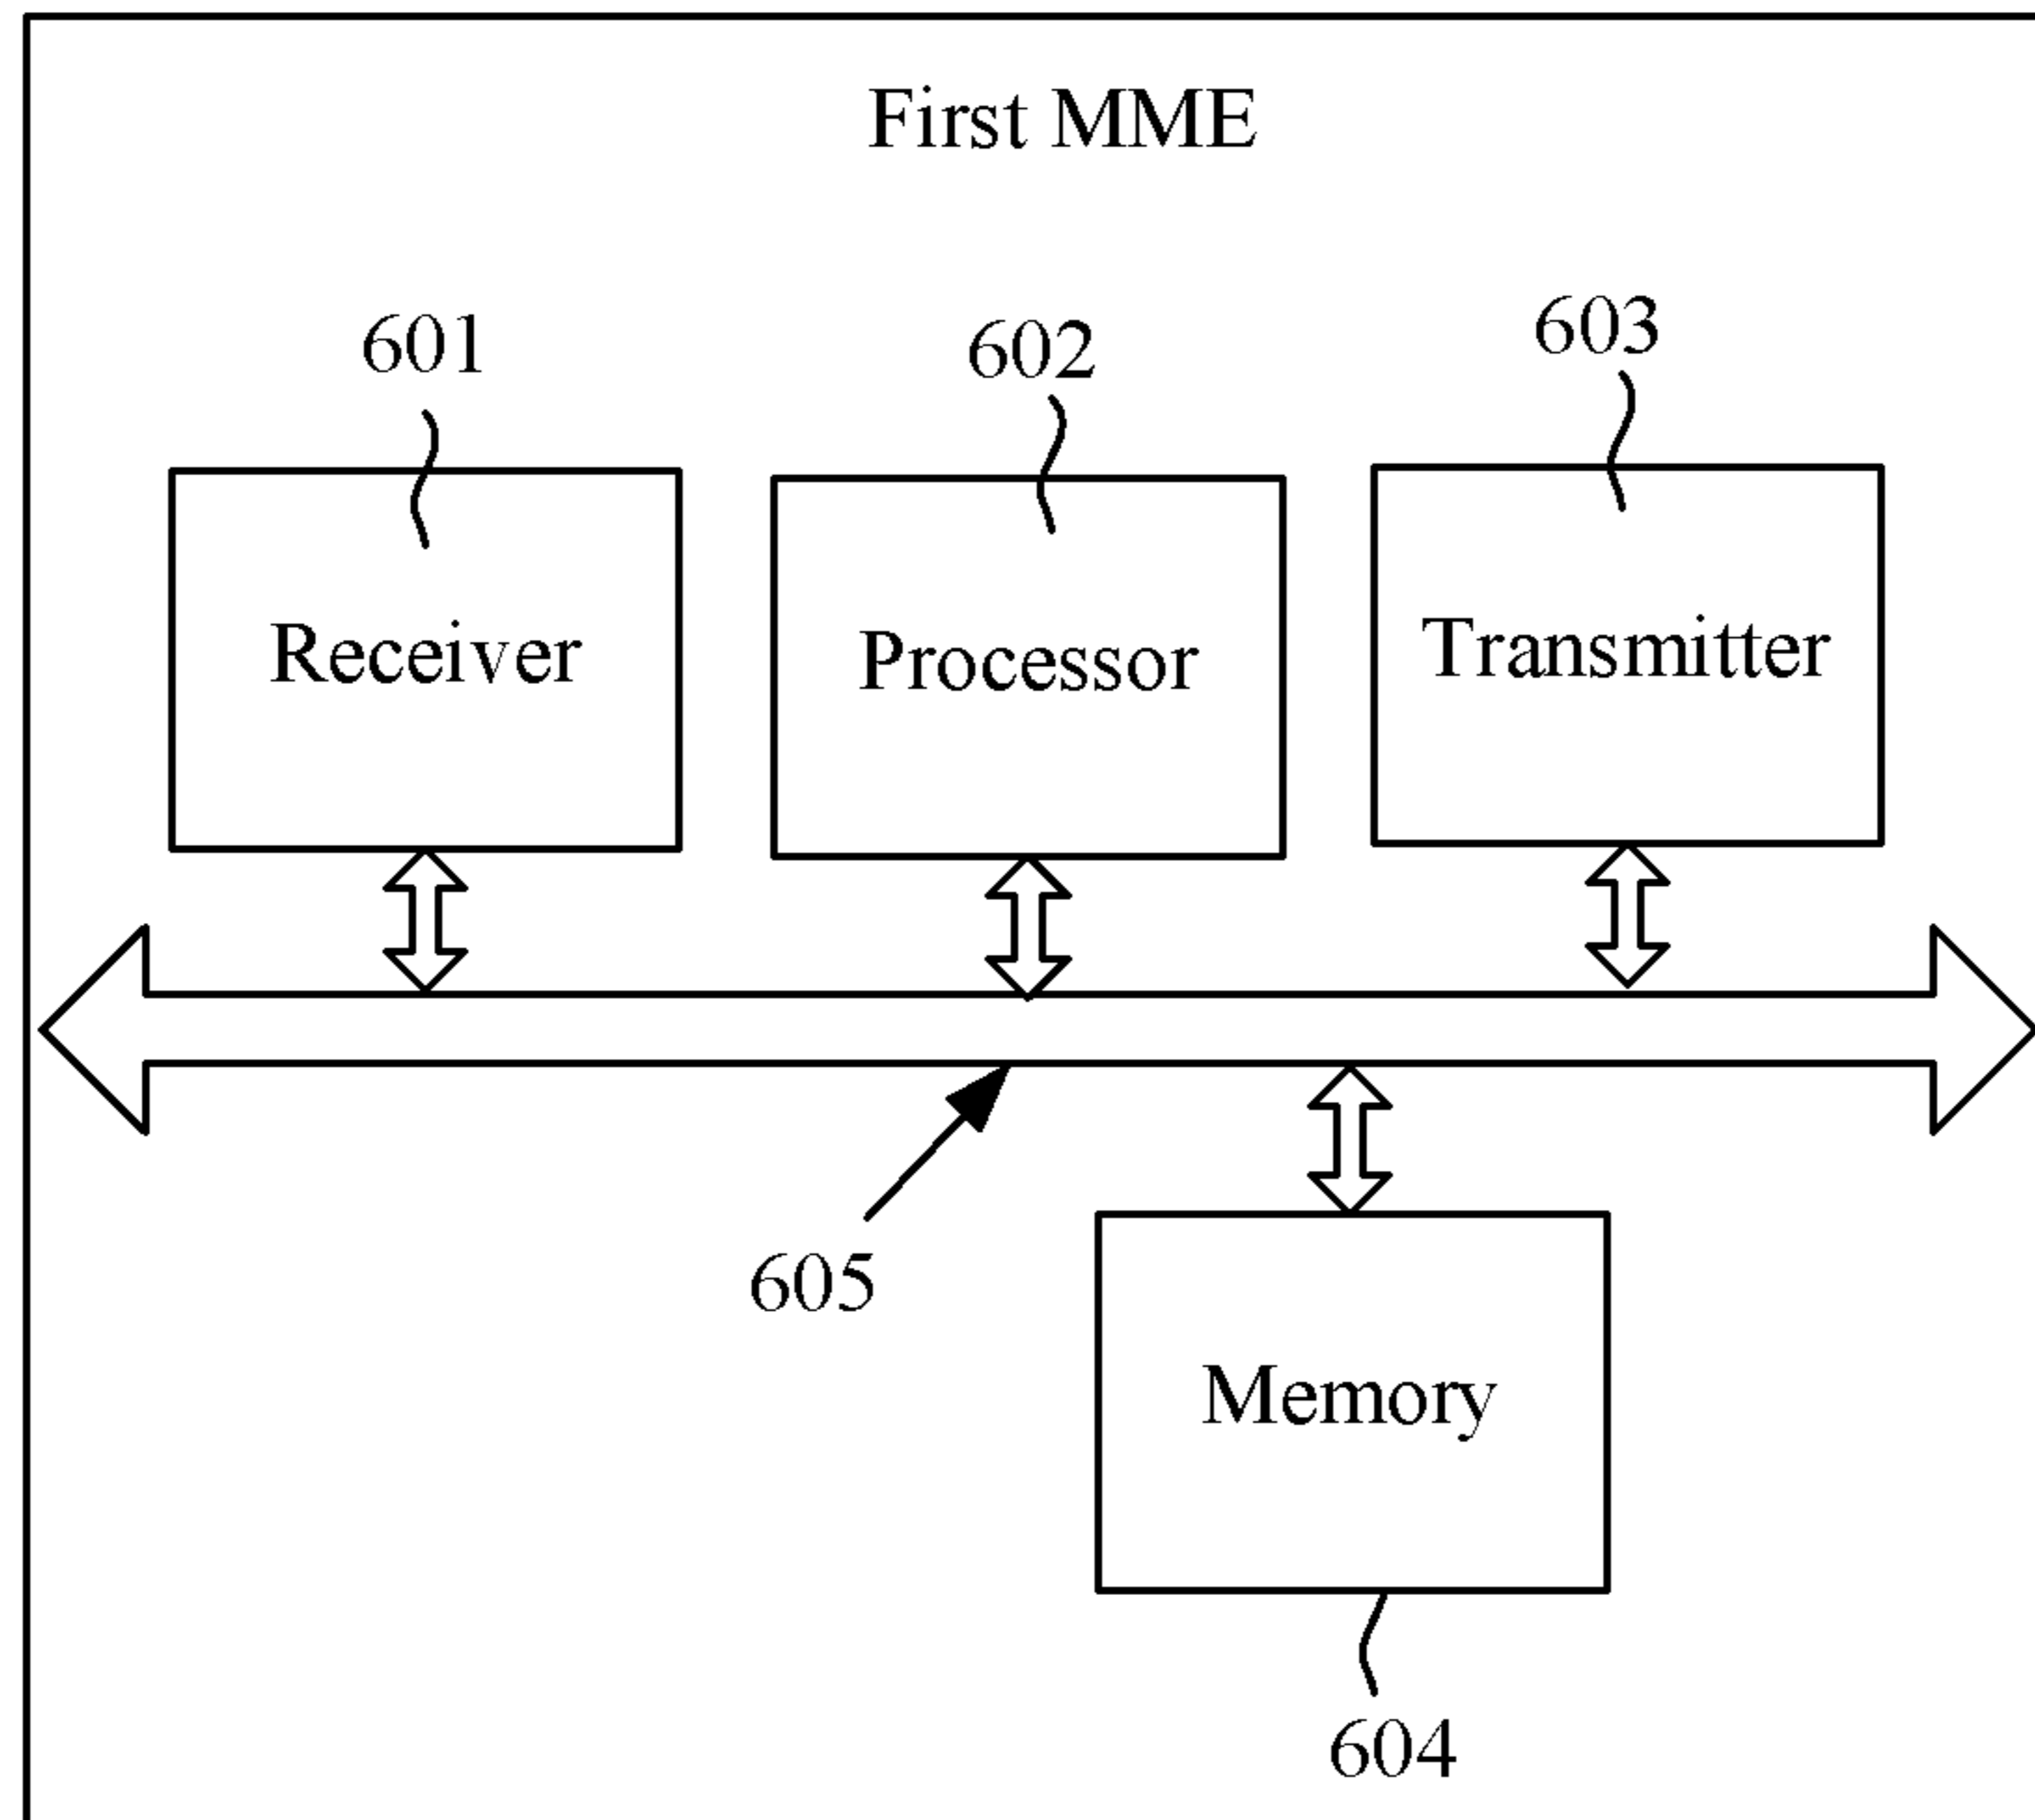 First MME
601
602
603
Receiver
Processor
Transmitter
605
Memory
604